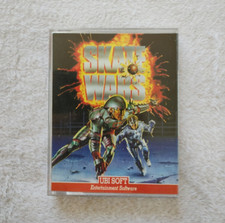 SKATE
WARS
UBI SOFT
Entertainment Software